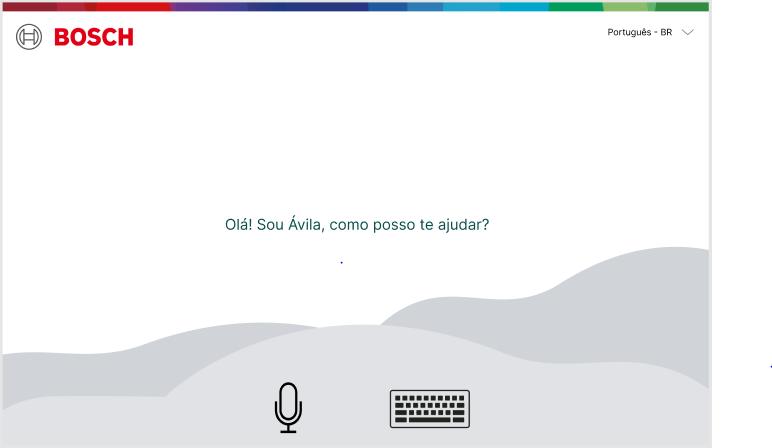 BOSCH
Português - BR
Olá! Sou Ávila, como posso te ajudar?